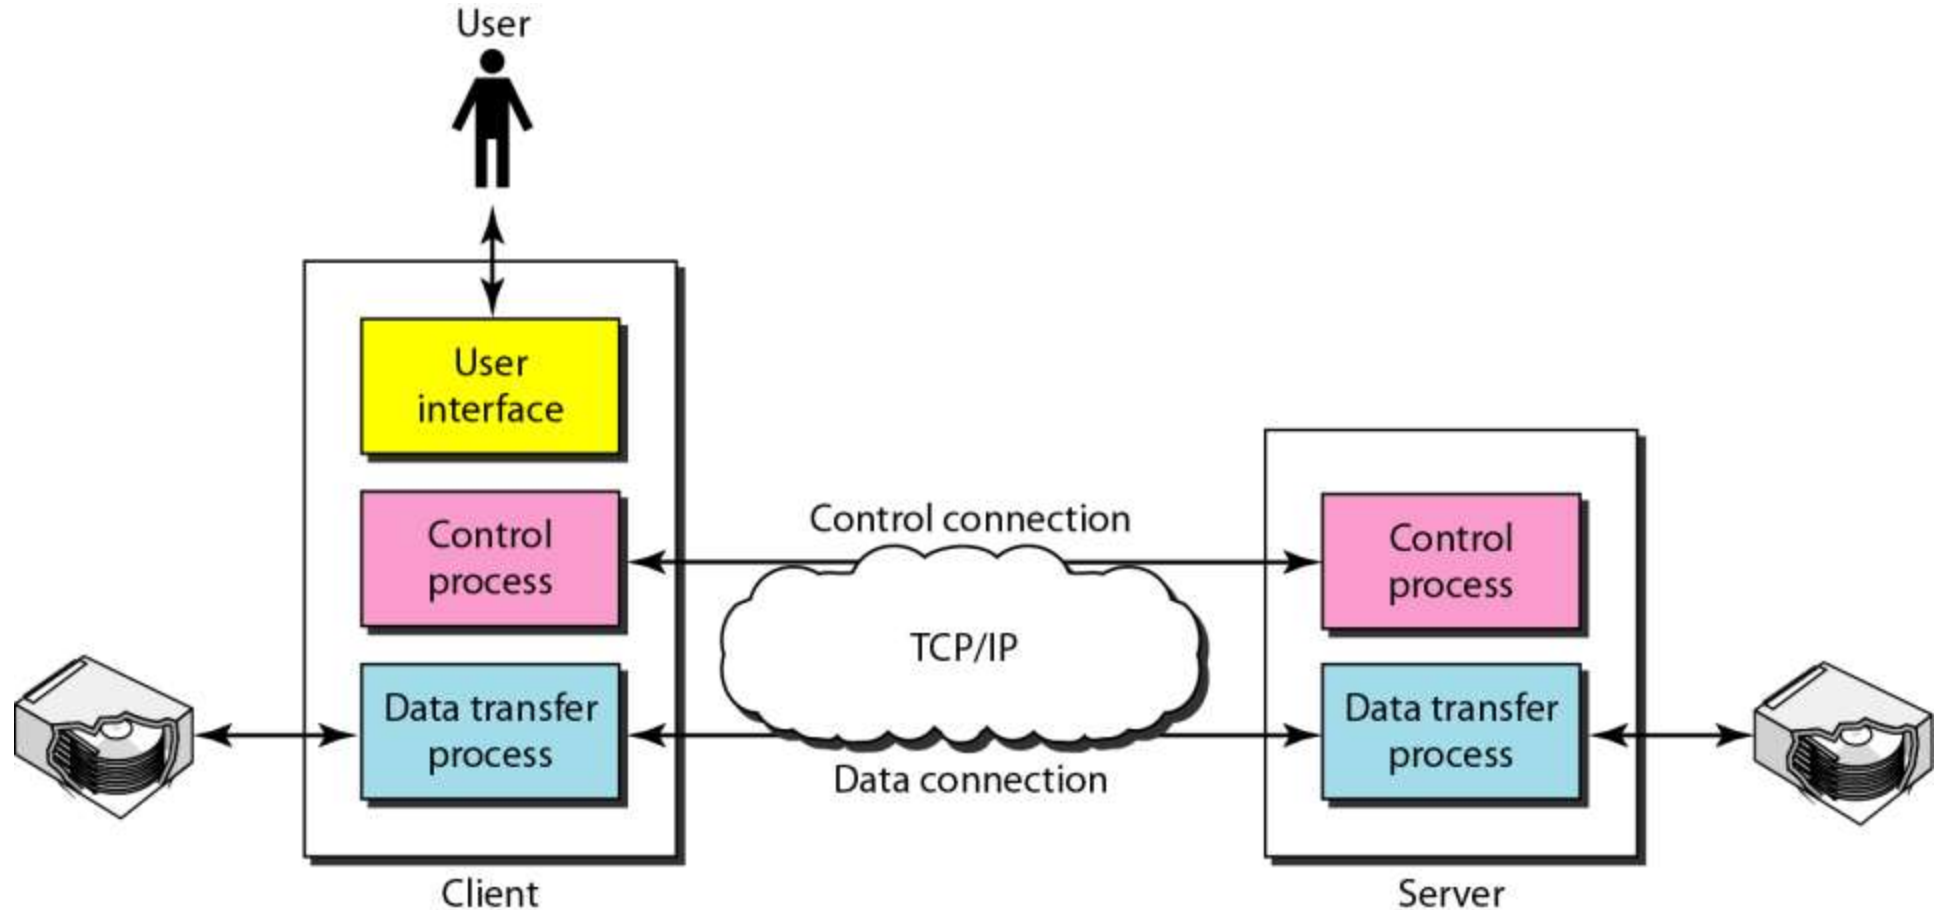 User
User
interface
Control
process
Data transfer
process
Client
Control connection
TCP/IP
Data connection
Control
process
Data transfer
process
Server